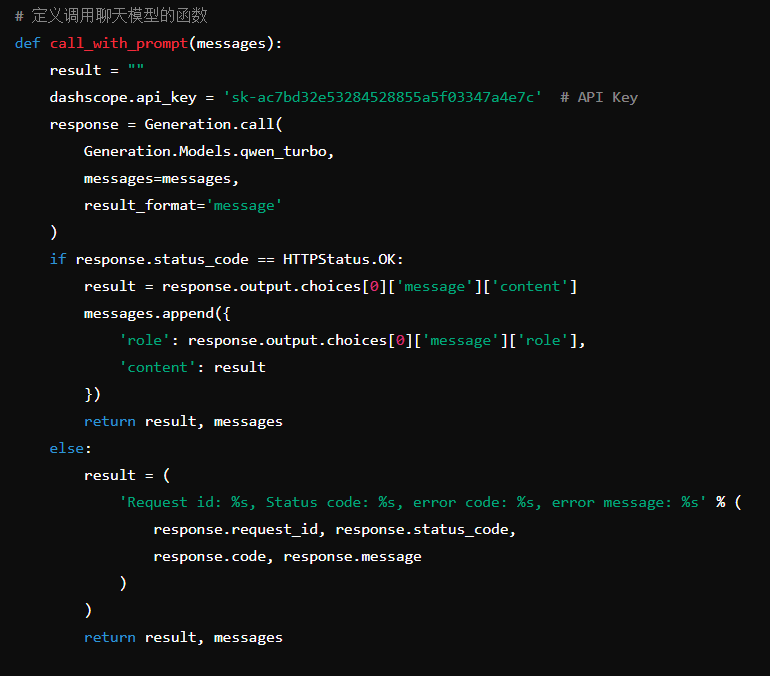 # 定义调用聊天模型的函数
def call_with_prompt(messages):
    result = ""
    dashscope.api_key = 'sk-ac7bd32e53284528855a5f03347a4e7c'  # API Key
    response = Generation.call(
        Generation.Models.qwen_turbo,
        messages=messages,
        result_format='message'
    )
    if response.status_code == HTTPStatus.OK:
        result = response.output.choices[0]['message']['content']
        messages.append({
            'role': response.output.choices[0]['message']['role'],
            'content': result
        })
        return result, messages
    else:
        result = (
            'Request id: %s, Status code: %s, error code: %s, error message: %s' % (
                response.request_id, response.status_code,
                response.code, response.message
            )
        )
        return result, messages